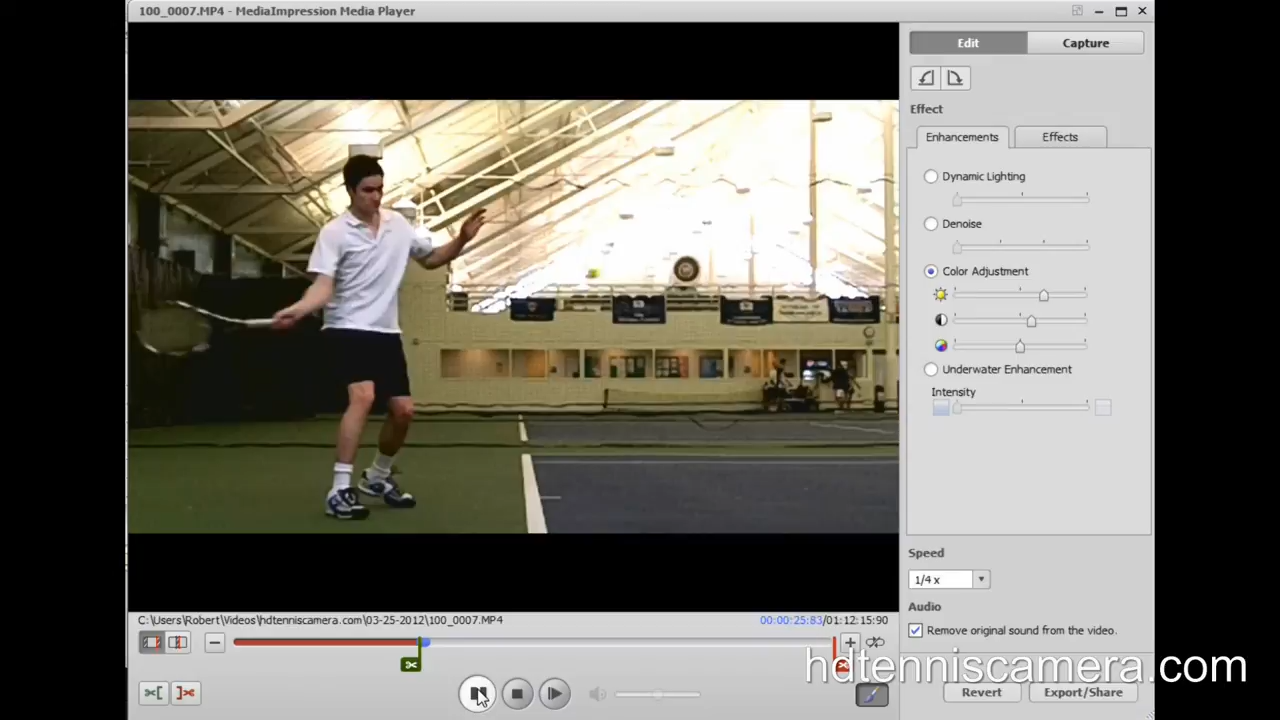 100_0007.MP4 - MediaImpression Media Player
Edit
Capture
Effect
Enhancements
Effects
Dynamic Lighting
Denoise
Color Adjustment
Underwater Enhancement
Intensity
Speed
1/4 x
Audio
Remove original sound from the video.
C:\Users\Robert\Videos\hdtenniscamera.com\03-25-2012\100_0007.MP4
00:00:25:83/01:12:15:90
hdtenniscamera.com
Revert
Export/Share